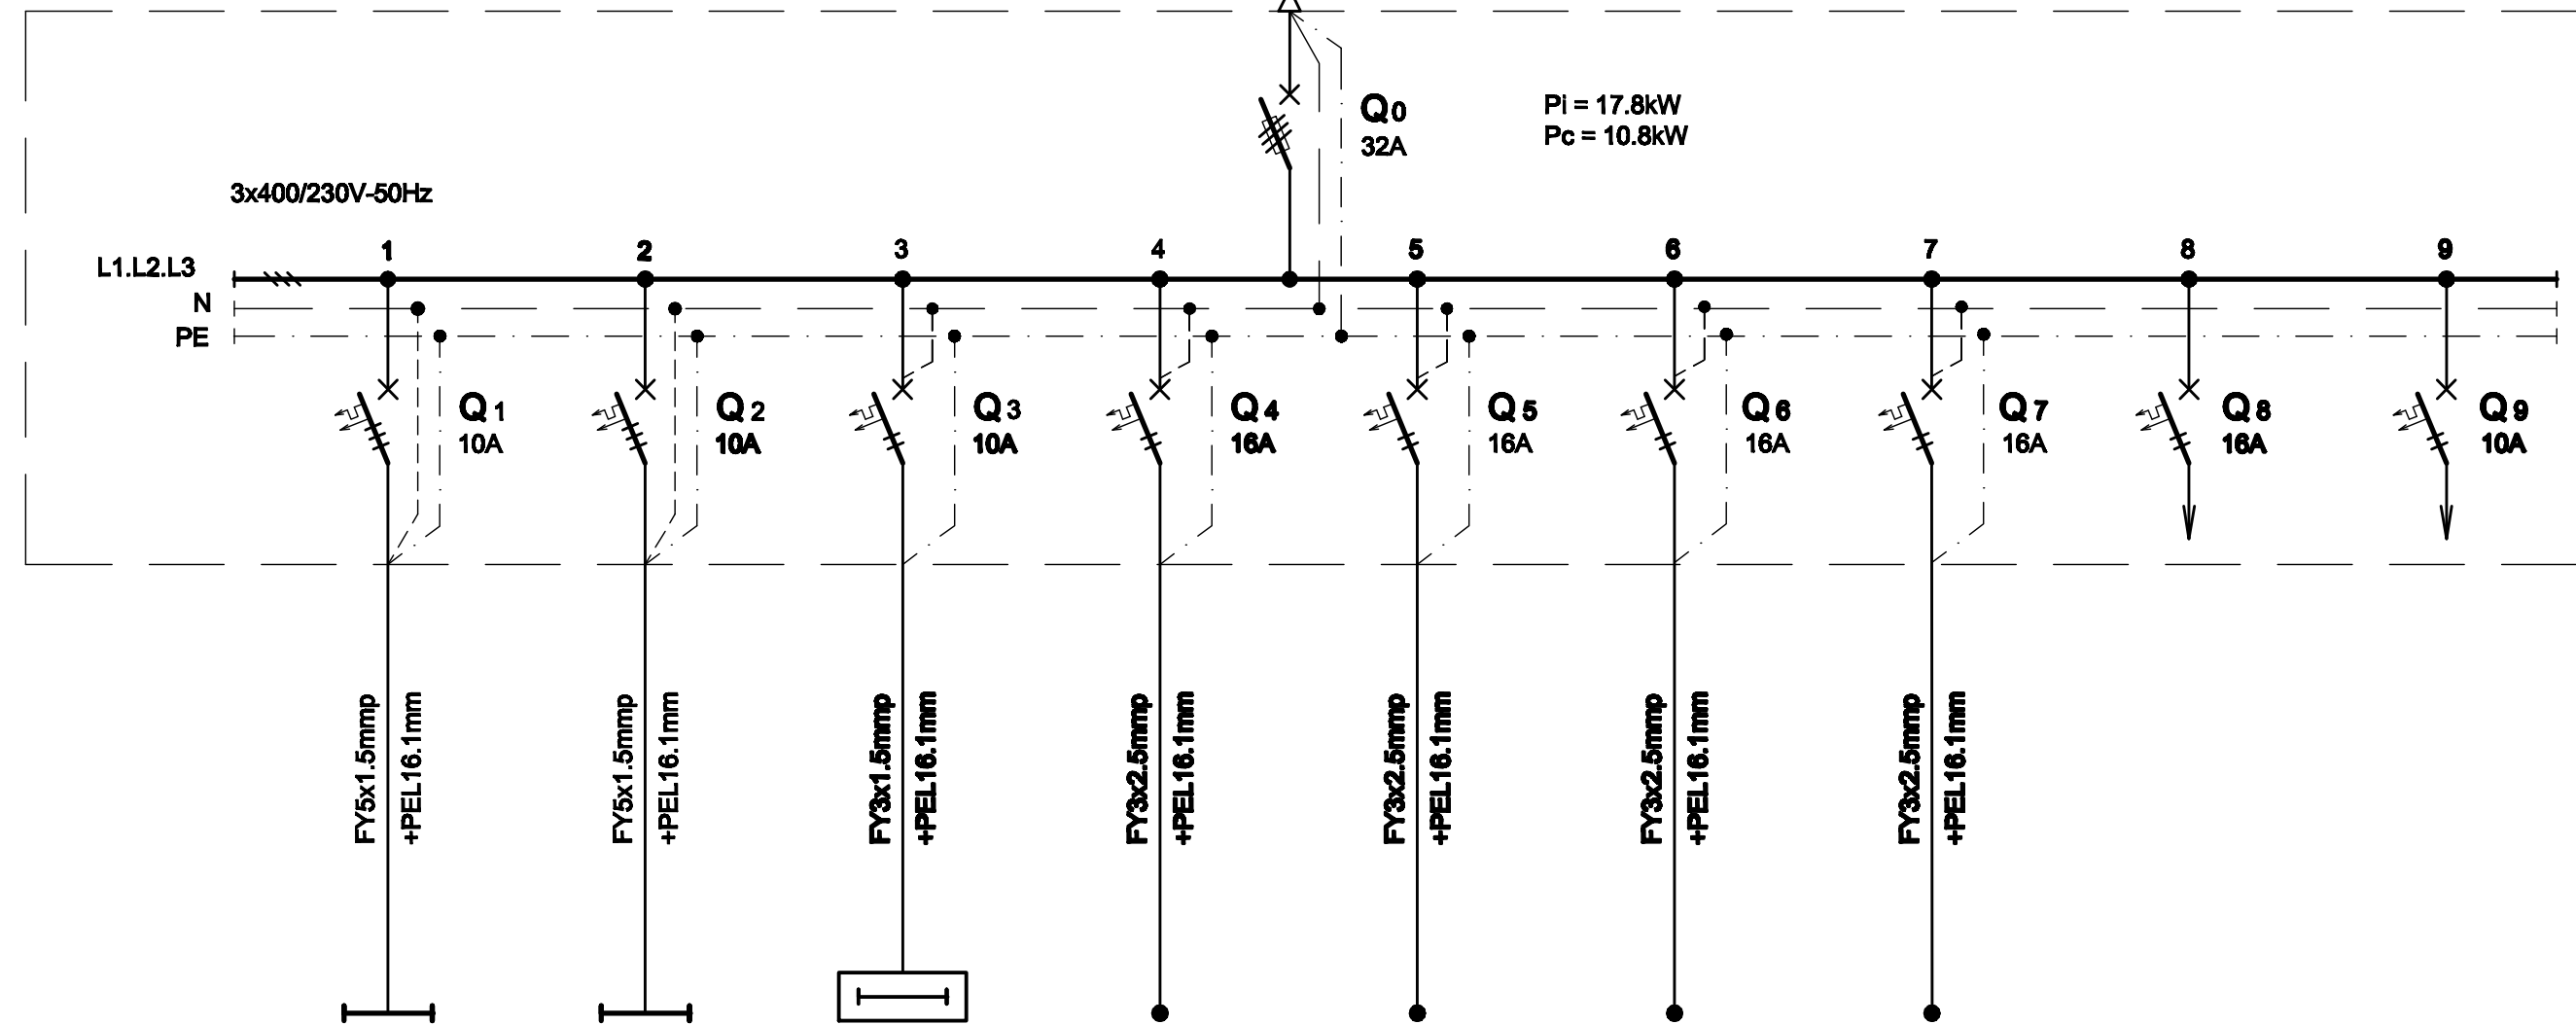 Q0
32A
Pi = 17.8kW
Pc = 10.8kW
3x400/230V-50Hz
1
2
3
4
5
6
7
8
9
L1.L2.L3
N
PE
Q1
10A
Q2
10A
Q3
10A
Q4
16A
Q5
16A
Q6
16A
Q7
16A
Q8
16A
Q9
10A
FY5x1.5mmp
+PEL16.1mm
FY5x1.5mmp
+PEL16.1mm
FY3x1.5mmp
+PEL16.1mm
FY3x2.5mmp
+PEL16.1mm
FY3x2.5mmp
+PEL16.1mm
FY3x2.5mmp
+PEL16.1mm
FY3x2.5mmp
+PEL16.1mm